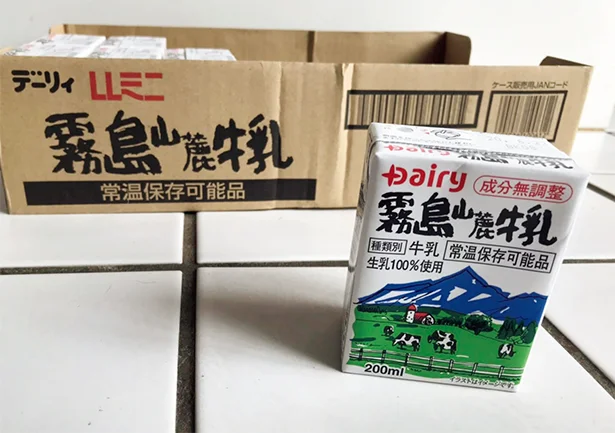 デーリィ LLミニ
ケース販売用JANコード
霧島山麓牛乳
常温保存可能品
Dairy
成分無調整
霧島山麓牛乳
種類別 牛乳 常温保存可能品
生乳100%使用
200ml
イラストはイメージです。